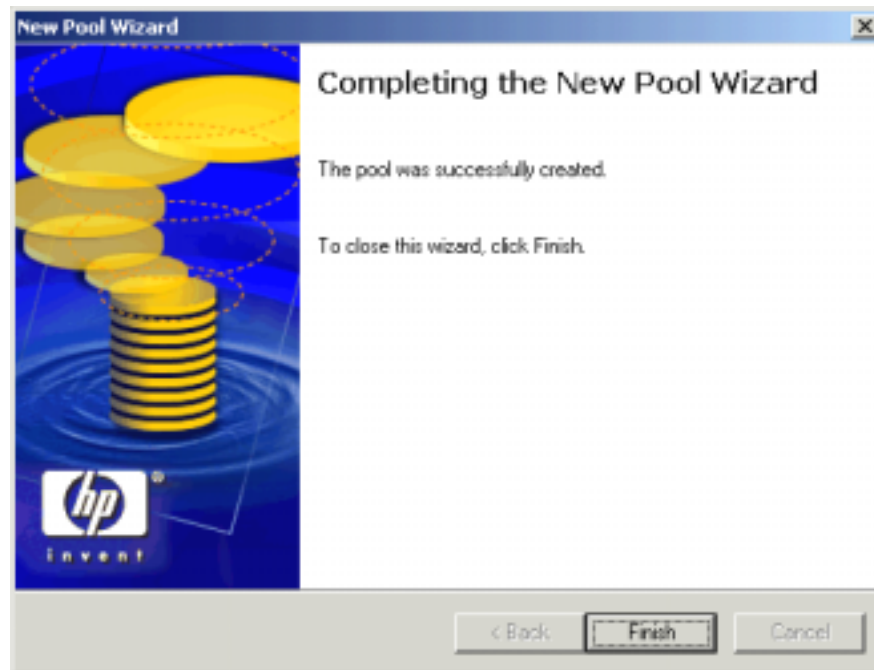 New Pool Wizard
Completing the New Pool Wizard
The pool was successfully created.
To close this wizard, click Finish.
hp
®
invent
< Back
Finish
Cancel